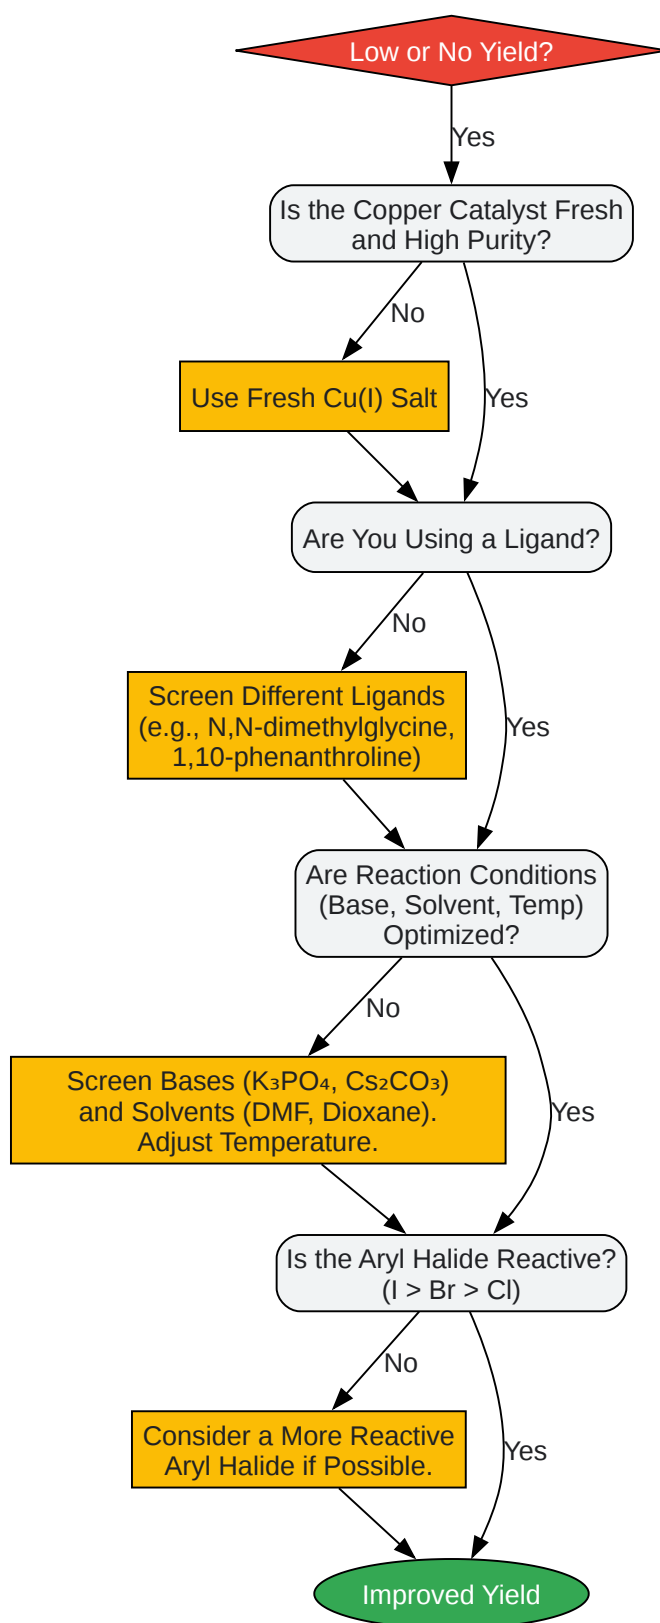 Low or No Yield?
Yes
Is the Copper Catalyst Fresh
and High Purity?
No
Use Fresh Cu(I) Salt
Yes
Are You Using a Ligand?
No
Screen Different Ligands
(e.g., N,N-dimethylglycine,
1,10-phenanthroline)
Yes
Are Reaction Conditions
(Base, Solvent, Temp)
Optimized?
No
Screen Bases (K₃PO₄, Cs₂CO₃)
and Solvents (DMF, Dioxane).
Adjust Temperature.
Yes
Is the Aryl Halide Reactive?
(I > Br > Cl)
No
Consider a More Reactive
Aryl Halide if Possible.
Yes
Improved Yield